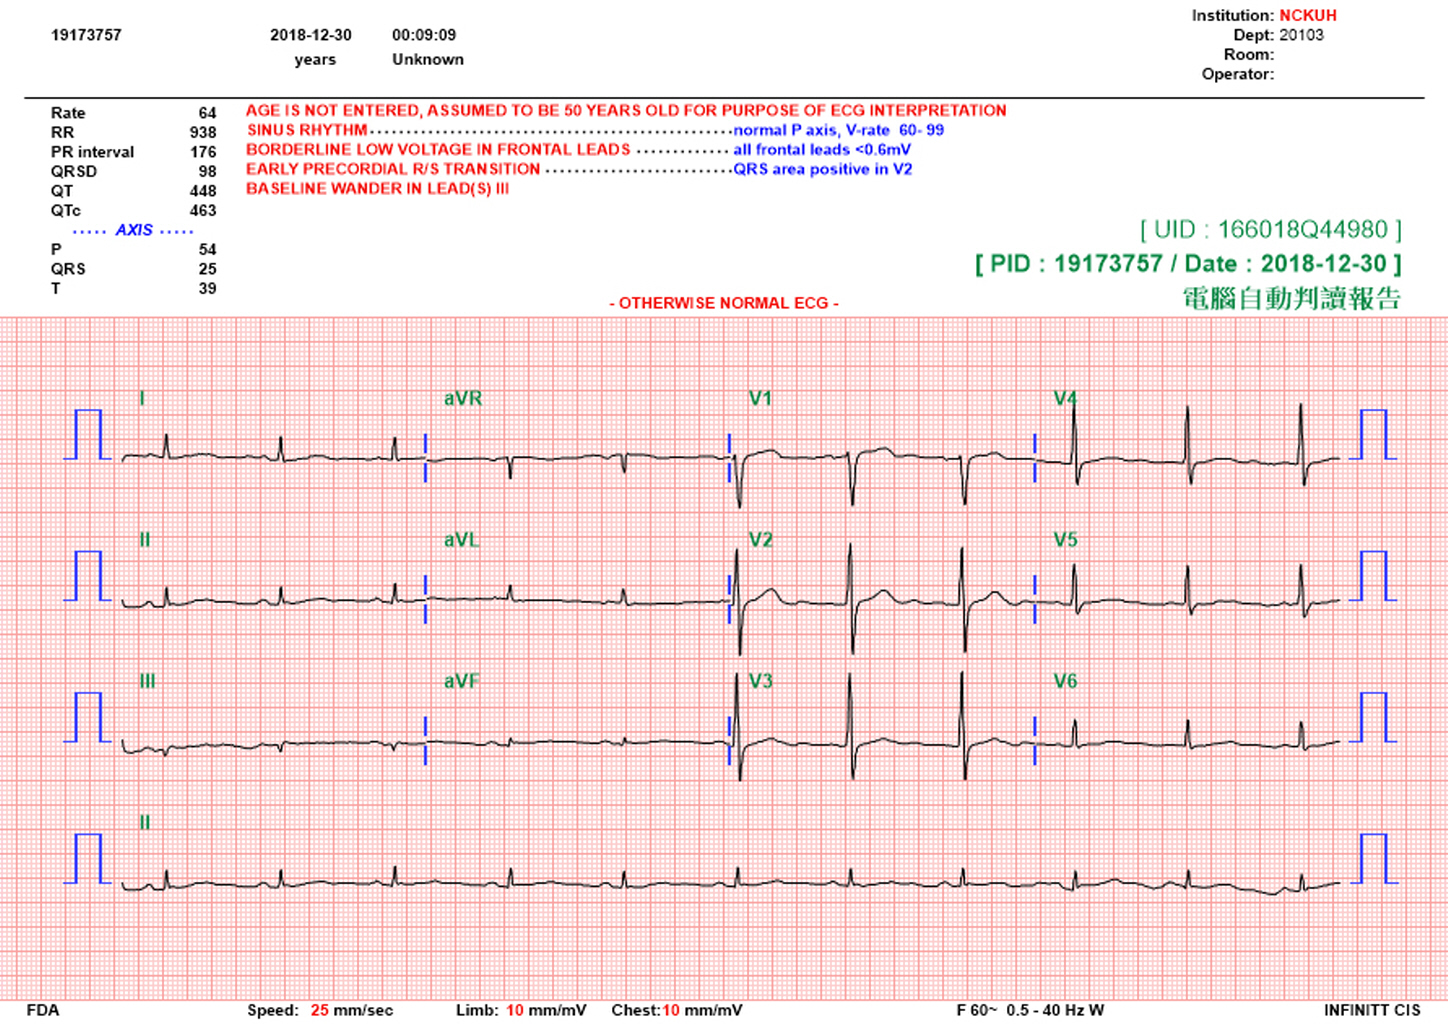 Institution: NCKUH
19173757 2018-12-30 00:09:09 Dept: 20103
Room:
years Unknown
Operator:
Rate 64 AGE IS NOT ENTERED, ASSUMED TO BE 50 YEARS OLD FOR PURPOSE OF ECG INTERPRETATION
RR 938 SINUS RHYTHM normal P axis, V-rate 60- 99
PR interval 176 BORDERLINE LOW VOLTAGE IN FRONTAL LEADS all frontal leads <0.6mV
QRSD 98 EARLY PRECORDIAL R/S TRANSITION QRS area positive in V2
QT 448 BASELINE WANDER IN LEAD(S) III
QTc 463
..... AXIS .....
[ UID : 166018Q44980 ]
P 54
QRS 25
[ PID : 19173757 / Date : 2018-12-30 ]
T 39
電腦自動判讀報告
- OTHERWISE NORMAL ECG -
I aVR V1 V4
II aVL V2 V5
III aVF V3 V6
II
FDA Speed: 25 mm/sec Limb: 10 mm/mV Chest:10 mm/mV F 60~ 0.5 - 40 Hz W INFINITT CIS